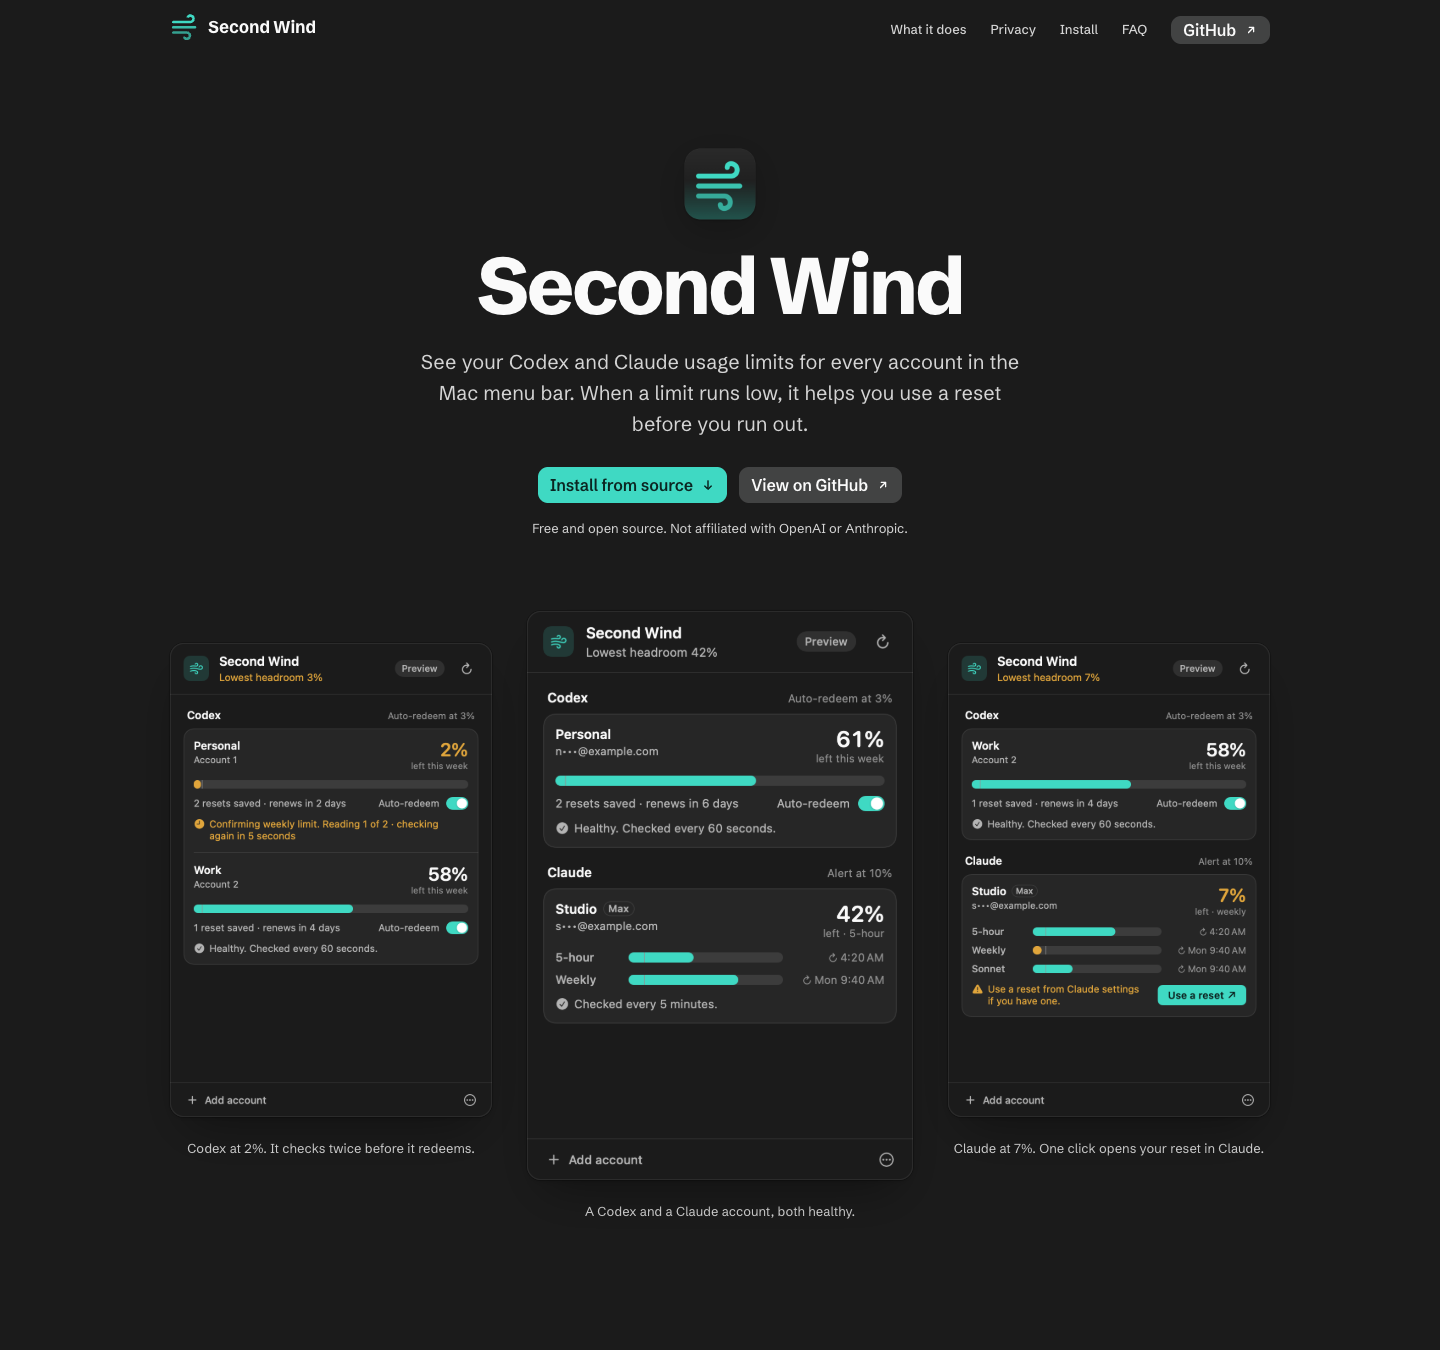 Second Wind
What it does
Privacy
Install
FAQ
GitHub
Second Wind
See your Codex and Claude usage limits for every account in the
Mac menu bar. When a limit runs low, it helps you use a reset
before you run out.
Install from source
View on GitHub
Free and open source. Not affiliated with OpenAI or Anthropic.
Second Wind
Lowest headroom 3%
Preview
Codex
Auto-redeem at 3%
Personal
Account 1
2%
left this week
2 resets saved · renews in 2 days
Auto-redeem
Confirming weekly limit. Reading 1 of 2 · checking
again in 5 seconds
Work
Account 2
58%
left this week
1 reset saved · renews in 4 days
Auto-redeem
Healthy. Checked every 60 seconds.
Add account
Codex at 2%. It checks twice before it redeems.
Second Wind
Lowest headroom 42%
Preview
Codex
Auto-redeem at 3%
Personal
n•••@example.com
61%
left this week
2 resets saved · renews in 6 days
Auto-redeem
Healthy. Checked every 60 seconds.
Claude
Alert at 10%
Studio
Max
s•••@example.com
42%
left · 5-hour
5-hour
4:20 AM
Weekly
Mon 9:40 AM
Checked every 5 minutes.
Add account
A Codex and a Claude account, both healthy.
Second Wind
Lowest headroom 7%
Preview
Codex
Auto-redeem at 3%
Work
Account 2
58%
left this week
1 reset saved · renews in 4 days
Auto-redeem
Healthy. Checked every 60 seconds.
Claude
Alert at 10%
Studio
Max
s•••@example.com
7%
left · weekly
5-hour
4:20 AM
Weekly
Mon 9:40 AM
Sonnet
Mon 9:40 AM
Use a reset from Claude settings
if you have one.
Use a reset
Add account
Claude at 7%. One click opens your reset in Claude.